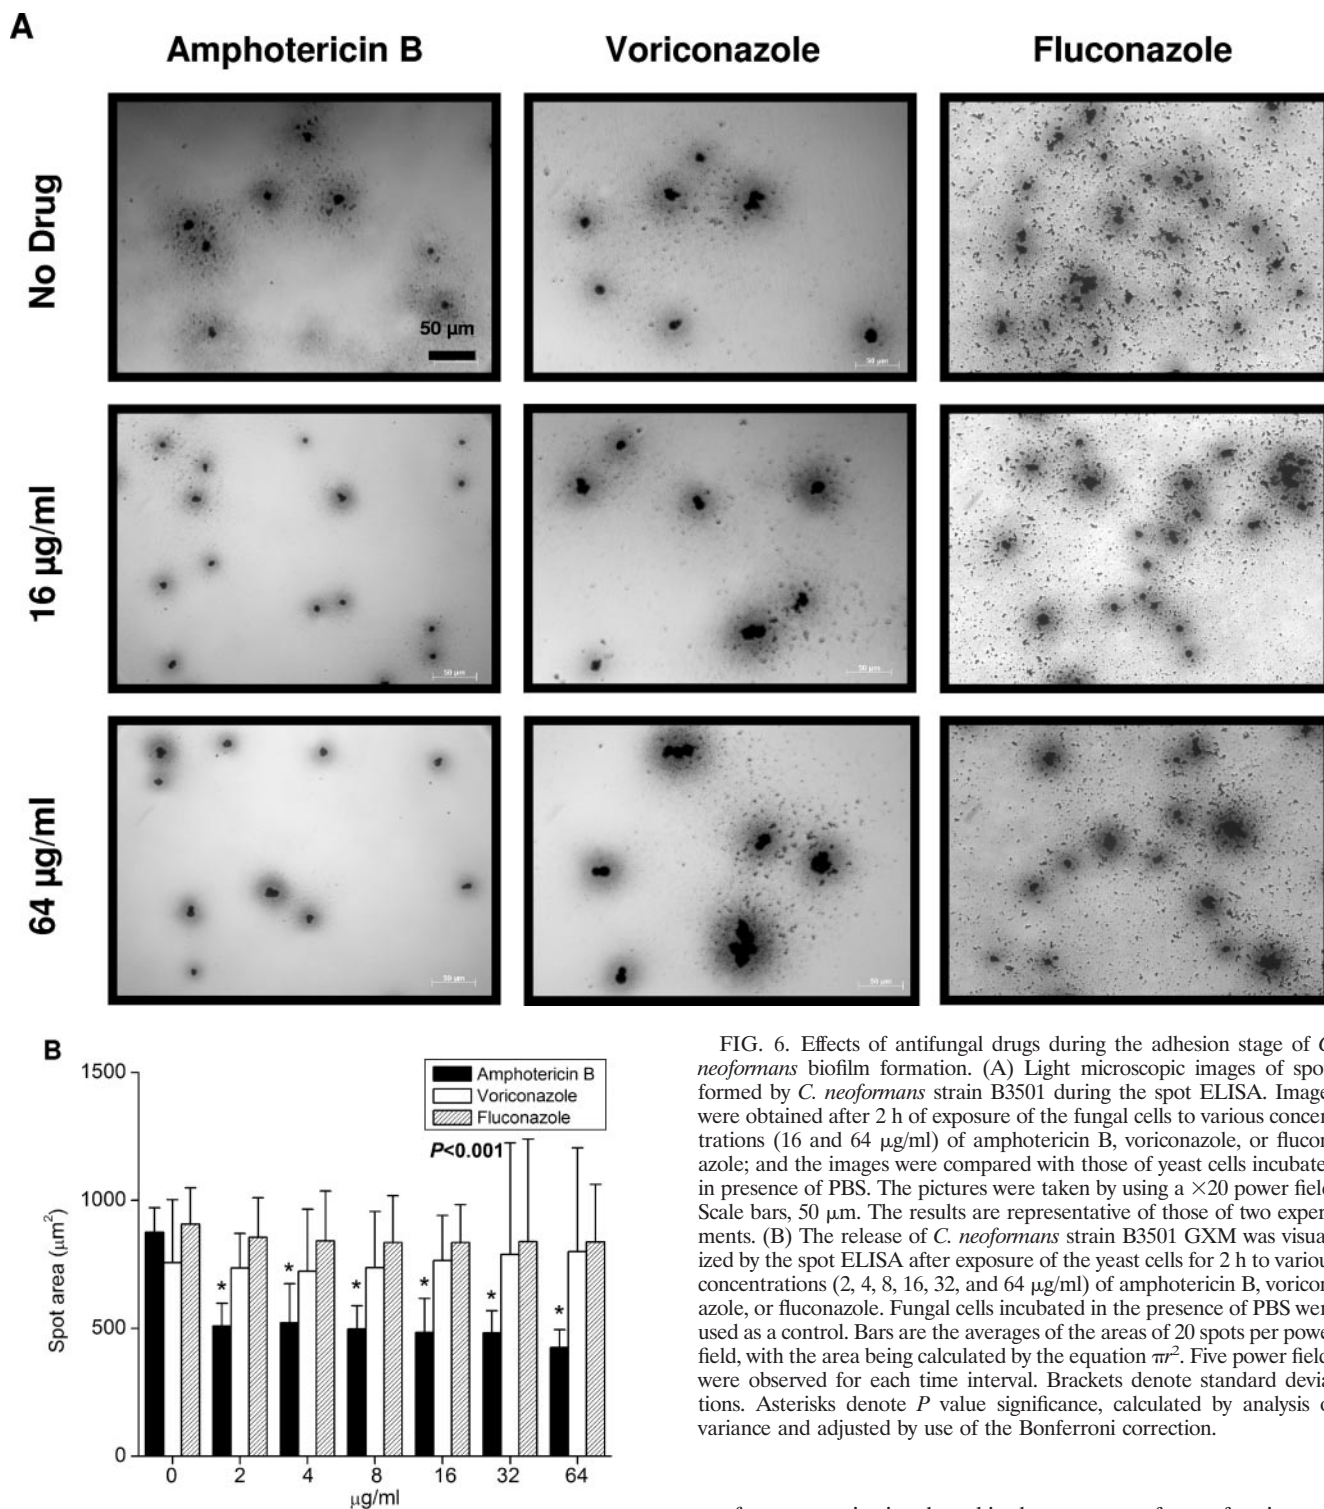 A
Amphotericin B
Voriconazole
Fluconazole
No Drug
50 µm
50 µm
16 µg/ml
50 µm
50 µm
64 µg/ml
50 µm
50 µm
B
1500
1000
500
0
Spot area (µm²)
Amphotericin B
Voriconazole
Fluconazole
P<0.001
* * * * * *
0 2 4 8 16 32 64
µg/ml
FIG. 6. Effects of antifungal drugs during the adhesion stage of
neoformans biofilm formation. (A) Light microscopic images of spo
formed by C. neoformans strain B3501 during the spot ELISA. Image
were obtained after 2 h of exposure of the fungal cells to various concen
trations (16 and 64 µg/ml) of amphotericin B, voriconazole, or flucon
azole; and the images were compared with those of yeast cells incubate
in presence of PBS. The pictures were taken by using a ×20 power field
Scale bars, 50 µm. The results are representative of those of two exper
ments. (B) The release of C. neoformans strain B3501 GXM was visua
ized by the spot ELISA after exposure of the yeast cells for 2 h to variou
concentrations (2, 4, 8, 16, 32, and 64 µg/ml) of amphotericin B, voricon
azole, or fluconazole. Fungal cells incubated in the presence of PBS wer
used as a control. Bars are the averages of the areas of 20 spots per powe
field, with the area being calculated by the equation πr². Five power field
were observed for each time interval. Brackets denote standard devia
tions. Asterisks denote P value significance, calculated by analysis o
variance and adjusted by use of the Bonferroni correction.